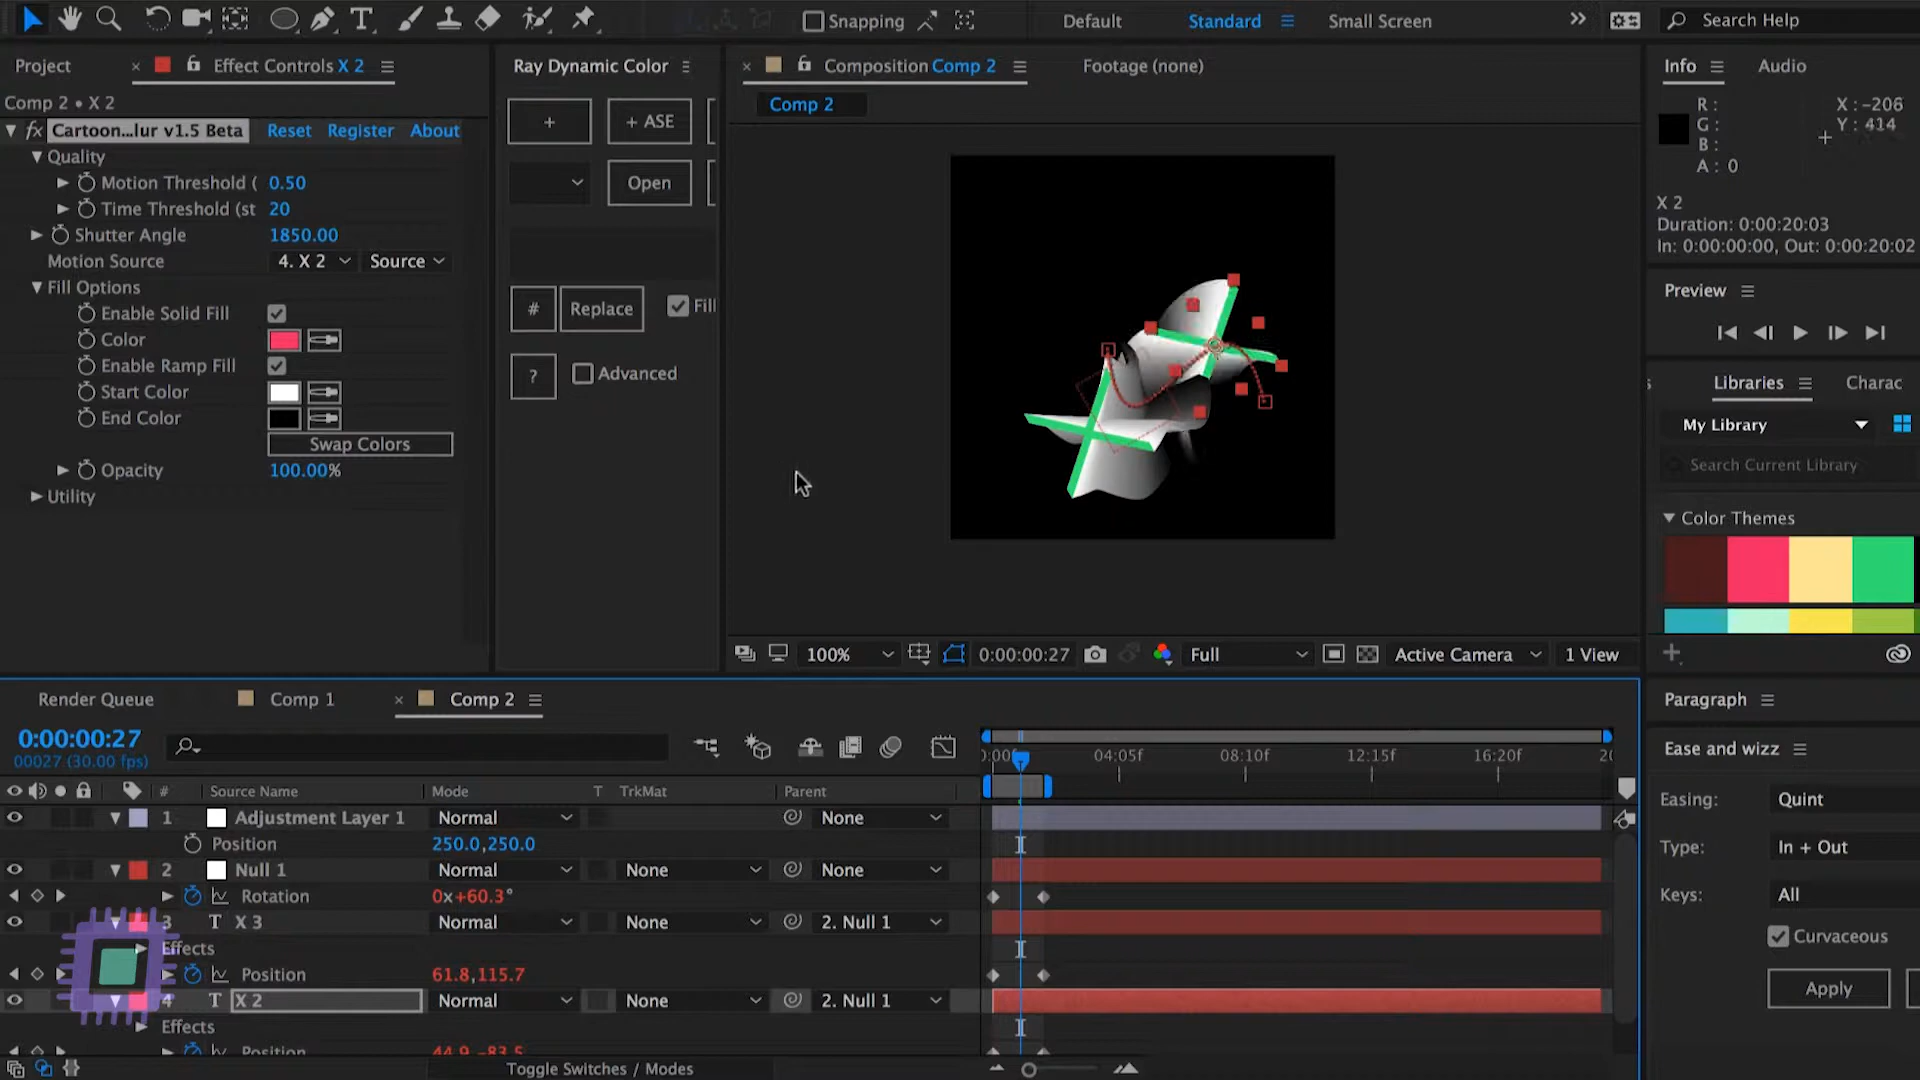 Snapping
Default
Standard
Small Screen
Search Help
Project
Effect Controls X 2
Ray Dynamic Color
Composition Comp 2
Footage (none)
Info
Audio
Comp 2 • X 2
Comp 2
fx Cartoon...lur v1.5 Beta Reset Register About
+
+ ASE
R :
G :
B :
A : 0
X : -206
Y : 414
Quality
Motion Threshold ( 0.50
Open
Time Threshold (st 20
Shutter Angle 1850.00
Motion Source 4. X 2 Source
X 2
Duration: 0:00:20:03
In: 0:00:00:00, Out: 0:00:20:02
Fill Options
Enable Solid Fill
# Replace Fill
Preview
Color
Enable Ramp Fill
Start Color
? Advanced
End Color
Swap Colors
Opacity 100.00%
Utility
Libraries
Charac
My Library
Search Current Library
Color Themes
100% 0:00:00:27 Full Active Camera 1 View
Render Queue
Comp 1
Comp 2
Paragraph
0:00:00:27
00027 (30.00 fps)
04:05f 08:10f 12:15f 16:20f
Ease and wizz
# Source Name Mode T TrkMat Parent
Easing: Quint
1 Adjustment Layer 1 Normal None
Position 250.0,250.0
Type: In + Out
2 Null 1 Normal None None
Rotation 0x+60.3°
Keys: All
3 T X 3 Normal None 2. Null 1
Curvaceous
Effects
Position 61.8,115.7
Apply
4 T X 2 Normal None 2. Null 1
Effects
Position 44.9,-83.5
Toggle Switches / Modes